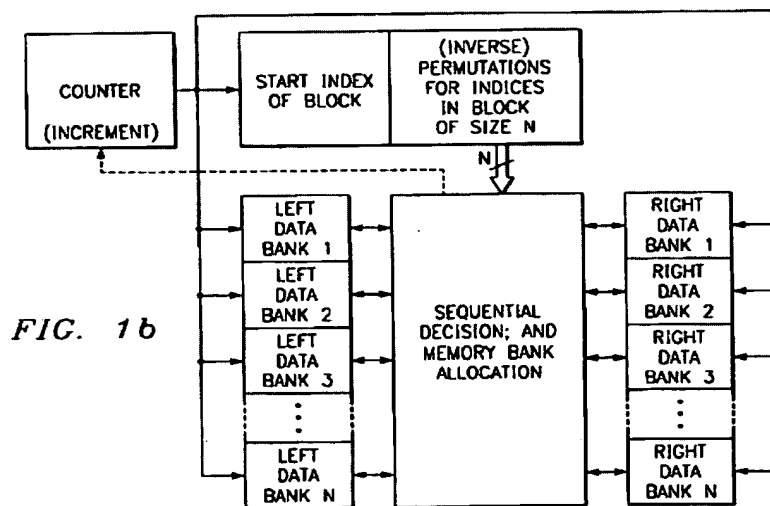 COUNTER
(INCREMENT)
START INDEX
OF BLOCK
(INVERSE)
PERMUTATIONS
FOR INDICES
IN BLOCK
OF SIZE N
N
LEFT
DATA
BANK 1
LEFT
DATA
BANK 2
LEFT
DATA
BANK 3
LEFT
DATA
BANK N
SEQUENTIAL
DECISION; AND
MEMORY BANK
ALLOCATION
RIGHT
DATA
BANK 1
RIGHT
DATA
BANK 2
RIGHT
DATA
BANK 3
RIGHT
DATA
BANK N
FIG. 1b